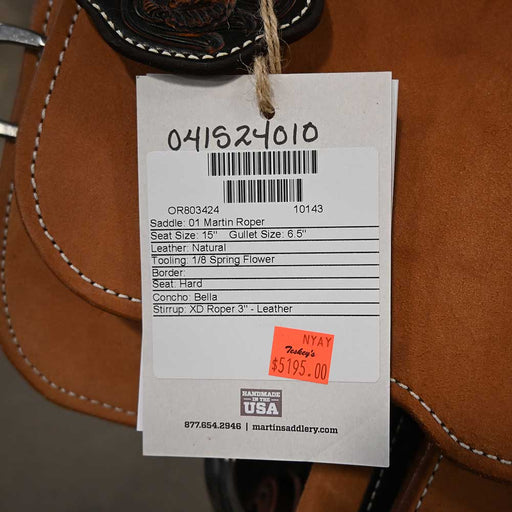 041S24010
OR803424 10143
Saddle: 01 Martin Roper
Seat Size: 15" Gullet Size: 6.5"
Leather: Natural
Tooling: 1/8 Spring Flower
Border:
Seat: Hard
Concho: Bella
Stirrup: XD Roper 3" - Leather
NYAY
Teskey's
$5195.00
HANDMADE
IN THE
USA
877.654.2946 | martinsaddlery.com